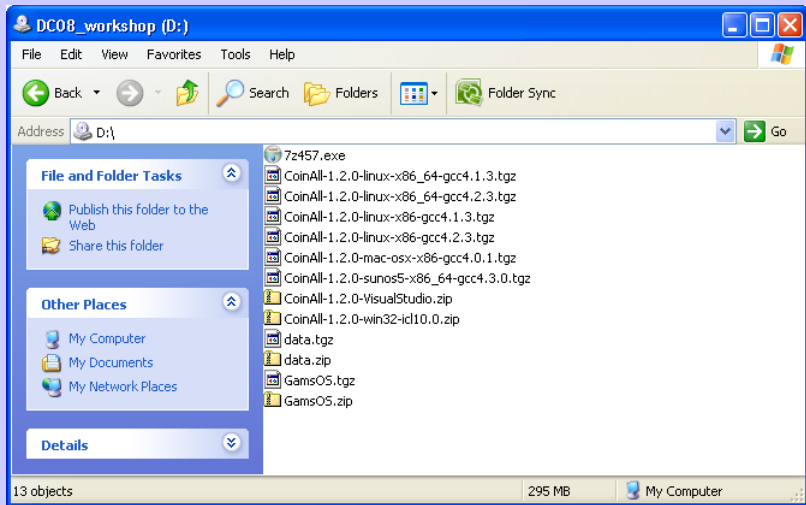 DC08_workshop (D:)
File Edit View Favorites Tools Help
Back Search Folders Folder Sync
Address D:\ Go
File and Folder Tasks
Publish this folder to the
Web
Share this folder
Other Places
My Computer
My Documents
My Network Places
Details
7z457.exe
CoinAll-1.2.0-linux-x86_64-gcc4.1.3.tgz
CoinAll-1.2.0-linux-x86_64-gcc4.2.3.tgz
CoinAll-1.2.0-linux-x86-gcc4.1.3.tgz
CoinAll-1.2.0-linux-x86-gcc4.2.3.tgz
CoinAll-1.2.0-mac-osx-x86-gcc4.0.1.tgz
CoinAll-1.2.0-sunos5-x86_64-gcc4.3.0.tgz
CoinAll-1.2.0-VisualStudio.zip
CoinAll-1.2.0-win32-icl10.0.zip
data.tgz
data.zip
GamsOS.tgz
GamsOS.zip
13 objects 295 MB My Computer